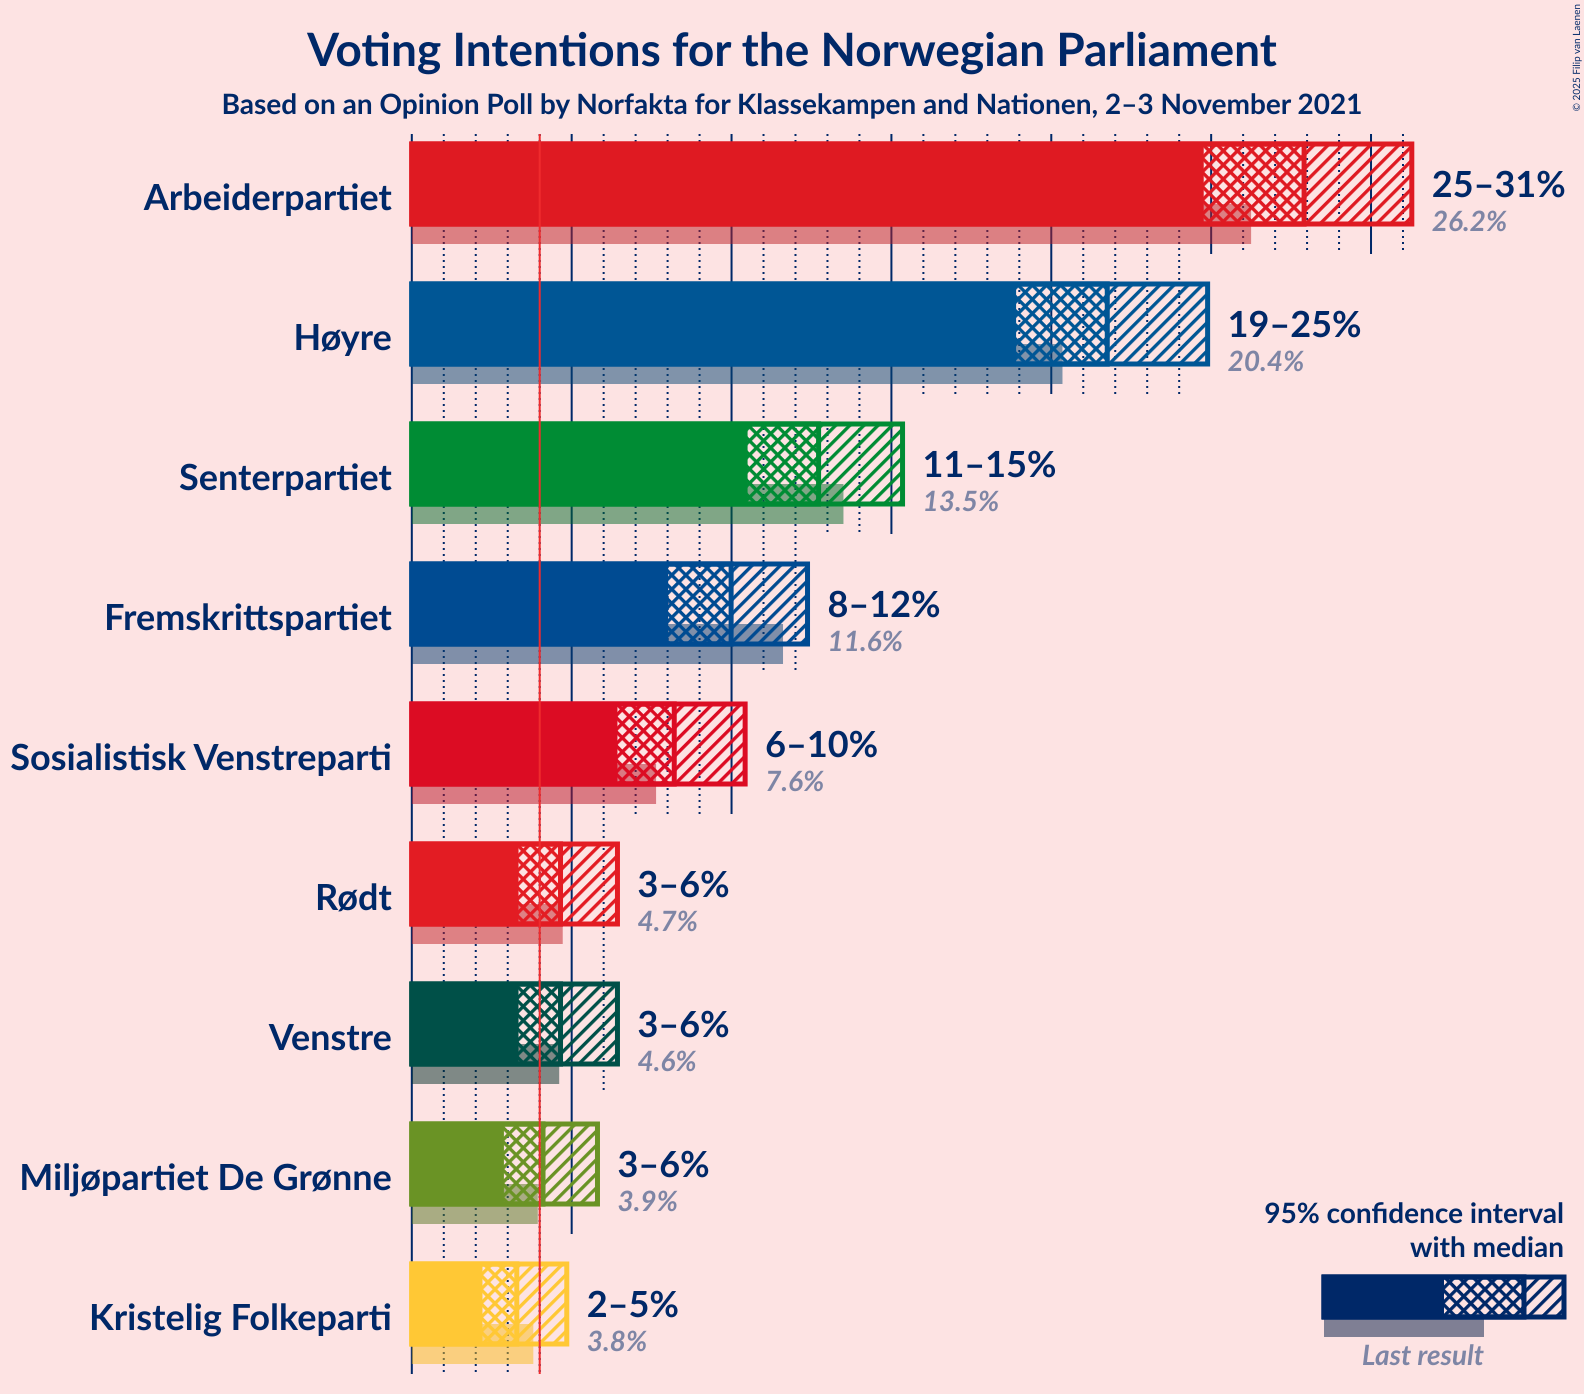 Voting Intentions for the Norwegian Parliament
Based on an Opinion Poll by Norfakta for Klassekampen and Nationen, 2–3 November 2021
© 2025 Filip van Laenen
Arbeiderpartiet
25–31%
26.2%
Høyre
19–25%
20.4%
Senterpartiet
11–15%
13.5%
Fremskrittspartiet
8–12%
11.6%
Sosialistisk Venstreparti
6–10%
7.6%
Rødt
3–6%
4.7%
Venstre
3–6%
4.6%
Miljøpartiet De Grønne
3–6%
3.9%
Kristelig Folkeparti
2–5%
3.8%
95% confidence interval
with median
Last result